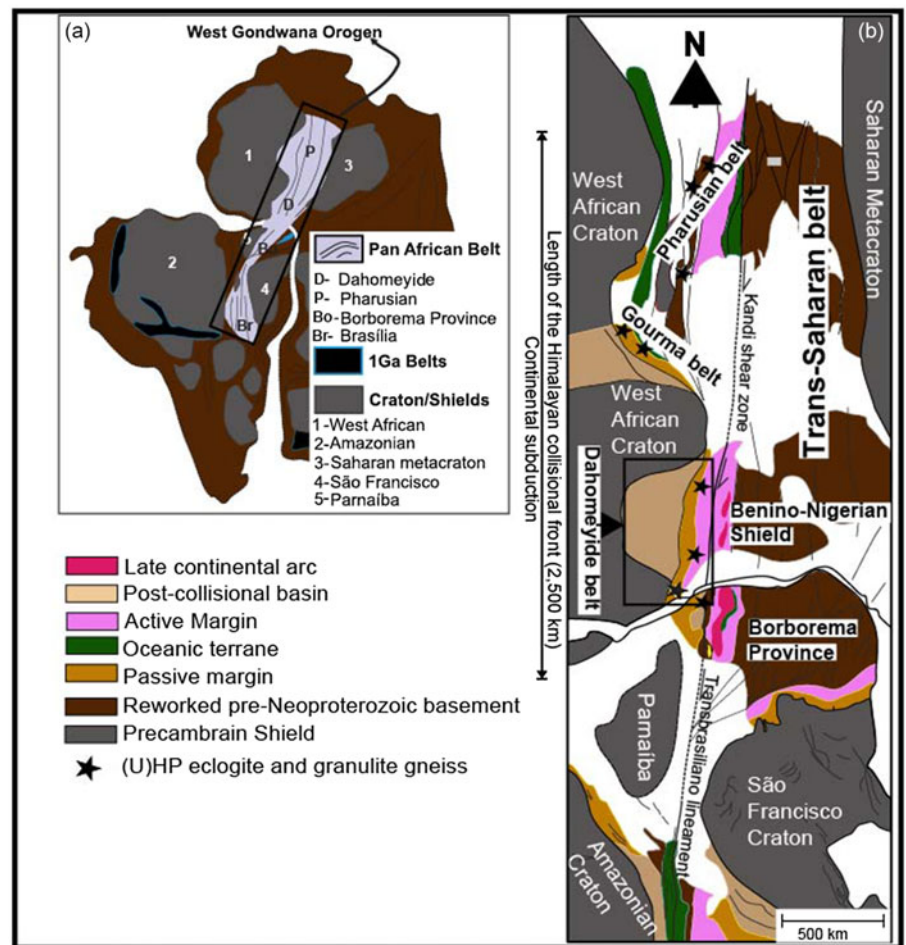 (a)
West Gondwana Orogen
1
P
3
D
2
5
B
4
Br
Pan African Belt
D- Dahomeyide
P- Pharusian
Bo- Borborema Province
Br- Brasília
1Ga Belts
Craton/Shields
1-West African
2-Amazonian
3-Saharan metacraton
4-São Francisco
5-Parnaíba
Late continental arc
Post-collisional basin
Active Margin
Oceanic terrane
Passive margin
Reworked pre-Neoproterozoic basement
Precambrain Shield
(U)HP eclogite and granulite gneiss
(b)
N
Length of the Himalayan collisional front (2,500 km)
Continental subduction
West
African
Craton
Pharusian belt
Saharan Metacraton
Trans-Saharan belt
Gourma belt
Kandi shear zone
West
African
Craton
Dahomeyide belt
Benino-Nigerian
Shield
Borborema
Province
Parnaíba
Transbrasiliano lineament
São
Francisco
Craton
Amazonian
Craton
500 km